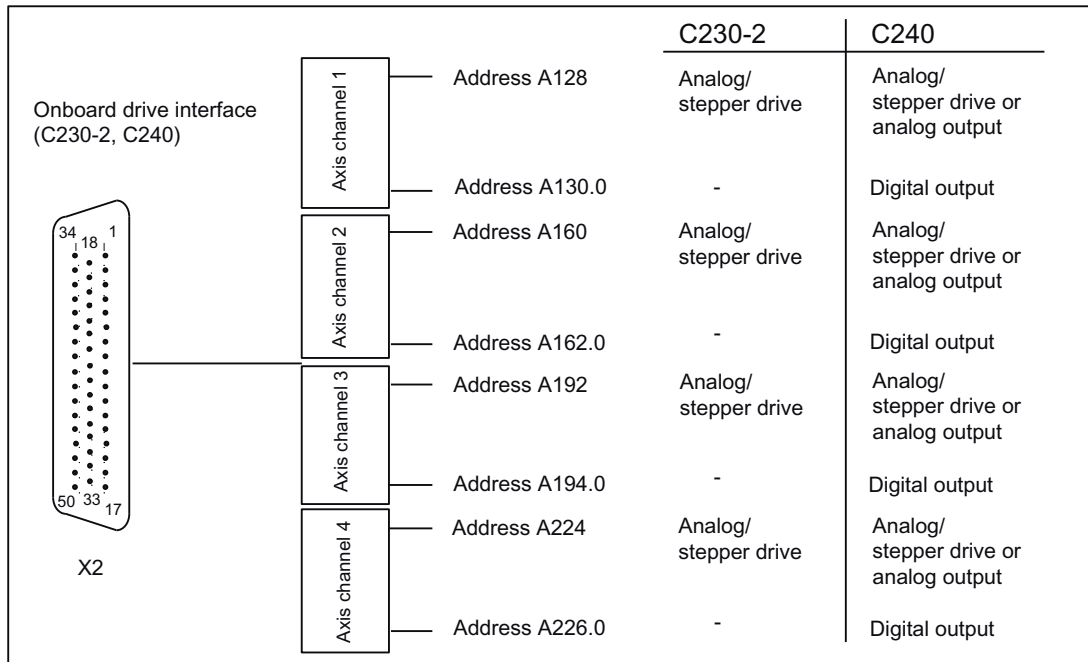 C230-2 C240
Onboard drive interface
(C230-2, C240)
34 18 1
50 33 17
X2
Axis channel 1
Address A128
Analog/
stepper drive
Analog/
stepper drive or
analog output
Address A130.0
-
Digital output
Axis channel 2
Address A160
Analog/
stepper drive
Analog/
stepper drive or
analog output
Address A162.0
-
Digital output
Axis channel 3
Address A192
Analog/
stepper drive
Analog/
stepper drive or
analog output
Address A194.0
-
Digital output
Axis channel 4
Address A224
Analog/
stepper drive
Analog/
stepper drive or
analog output
Address A226.0
-
Digital output